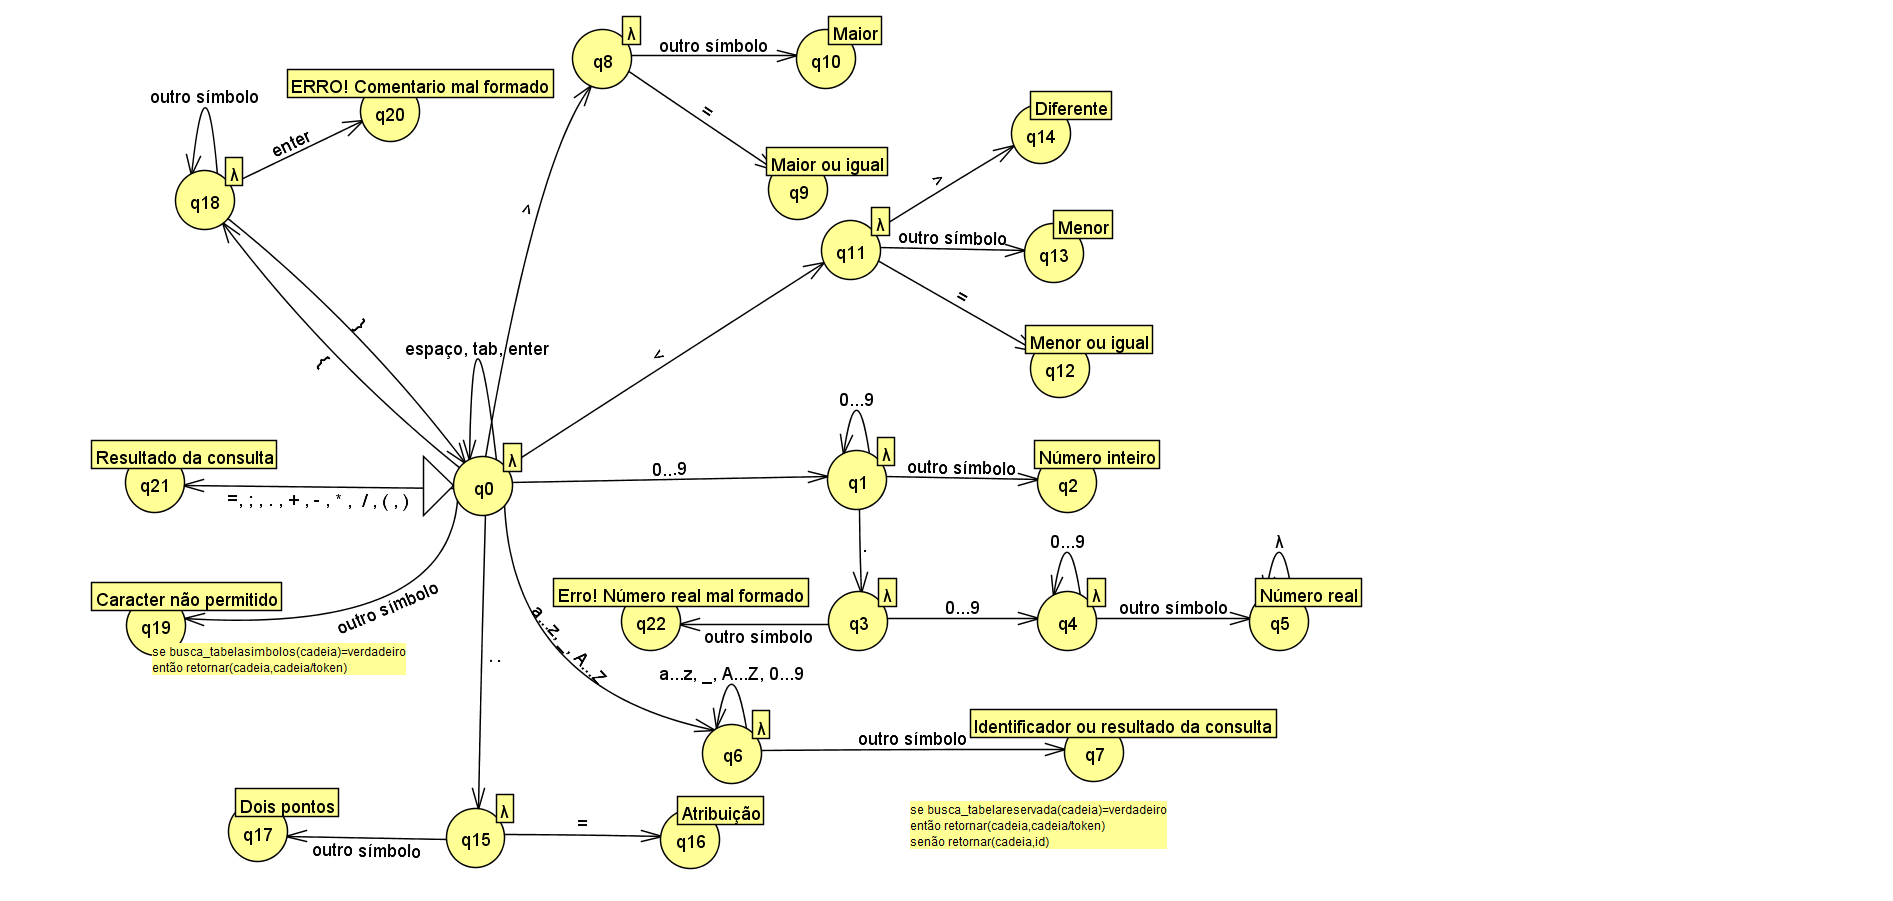 λ
Maior
q8
outro símbolo
q10
ERRO! Comentario mal formado
q20
outro símbolo
enter
=
Diferente
q14
λ
q18
Maior ou igual
q9
>
>
λ
q11
outro símbolo
Menor
q13
=
}
{
espaço, tab, enter
<
Menor ou igual
q12
0...9
Resultado da consulta
q21
=, ; , . , + , - , * , / , ( , )
λ
q0
0...9
λ
q1
outro símbolo
Número inteiro
q2
.
0...9
λ
Caracter não permitido
q19
outro símbolo
se busca_tabelasimbolos(cadeia)=verdadeiro
então retornar(cadeia,cadeia/token)
Erro! Número real mal formado
q22
outro símbolo
λ
q3
0...9
λ
q4
outro símbolo
Número real
q5
a...z, _, A...Z
: 
a...z, _, A...Z, 0...9
λ
q6
outro símbolo
Identificador ou resultado da consulta
q7
Dois pontos
q17
outro símbolo
λ
q15
=
Atribuição
q16
se busca_tabelareservada(cadeia)=verdadeiro
então retornar(cadeia,cadeia/token)
senão retornar(cadeia,id)